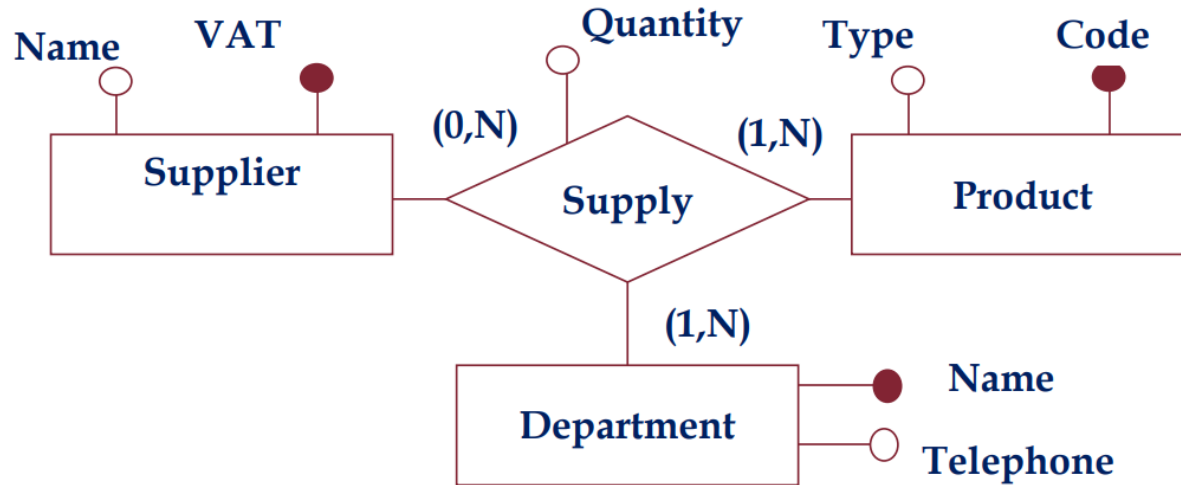 Name
VAT
Quantity
Type
Code
(0,N)
(1,N)
Supplier
Supply
Product
(1,N)
Department
Name
Telephone